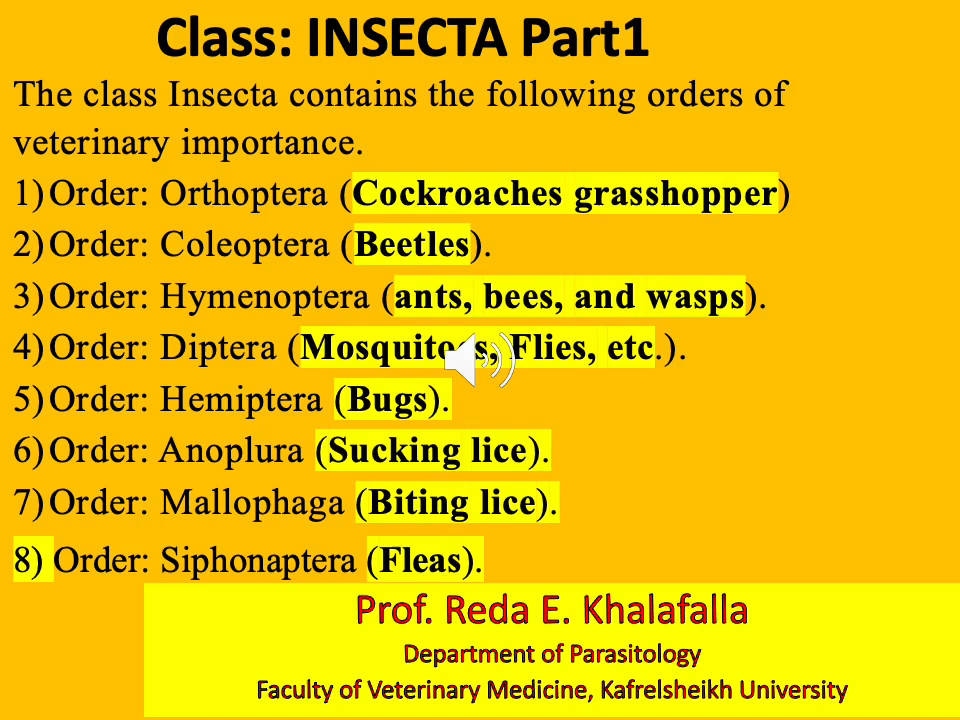 Class: INSECTA Part1
The class Insecta contains the following orders of
veterinary importance.
1) Order: Orthoptera (Cockroaches grasshopper)
2) Order: Coleoptera (Beetles).
3) Order: Hymenoptera (ants, bees, and wasps).
4) Order: Diptera (Mosquitoes, Flies, etc.).
5) Order: Hemiptera (Bugs).
6) Order: Anoplura (Sucking lice).
7) Order: Mallophaga (Biting lice).
8) Order: Siphonaptera (Fleas).
Prof. Reda E. Khalafalla
Department of Parasitology
Faculty of Veterinary Medicine, Kafrelsheikh University